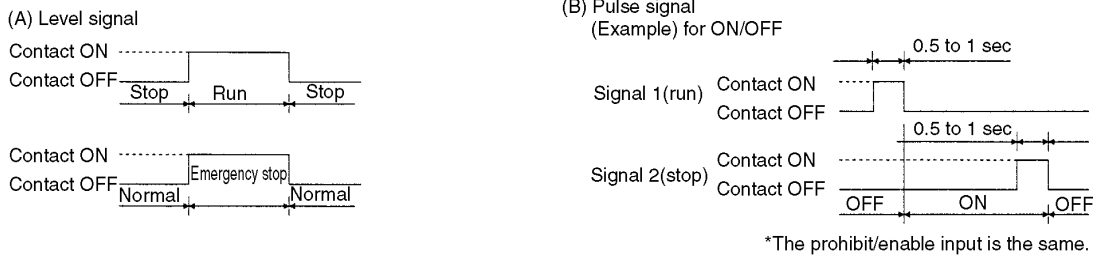 (A) Level signal
Contact ON
Contact OFF
Stop Run Stop
Contact ON
Contact OFF
Emergency stop
Normal Normal
(B) Pulse signal
(Example) for ON/OFF
0.5 to 1 sec
Signal 1(run)
Contact ON
Contact OFF
0.5 to 1 sec
Signal 2(stop)
Contact ON
Contact OFF
OFF ON OFF
*The prohibit/enable input is the same.